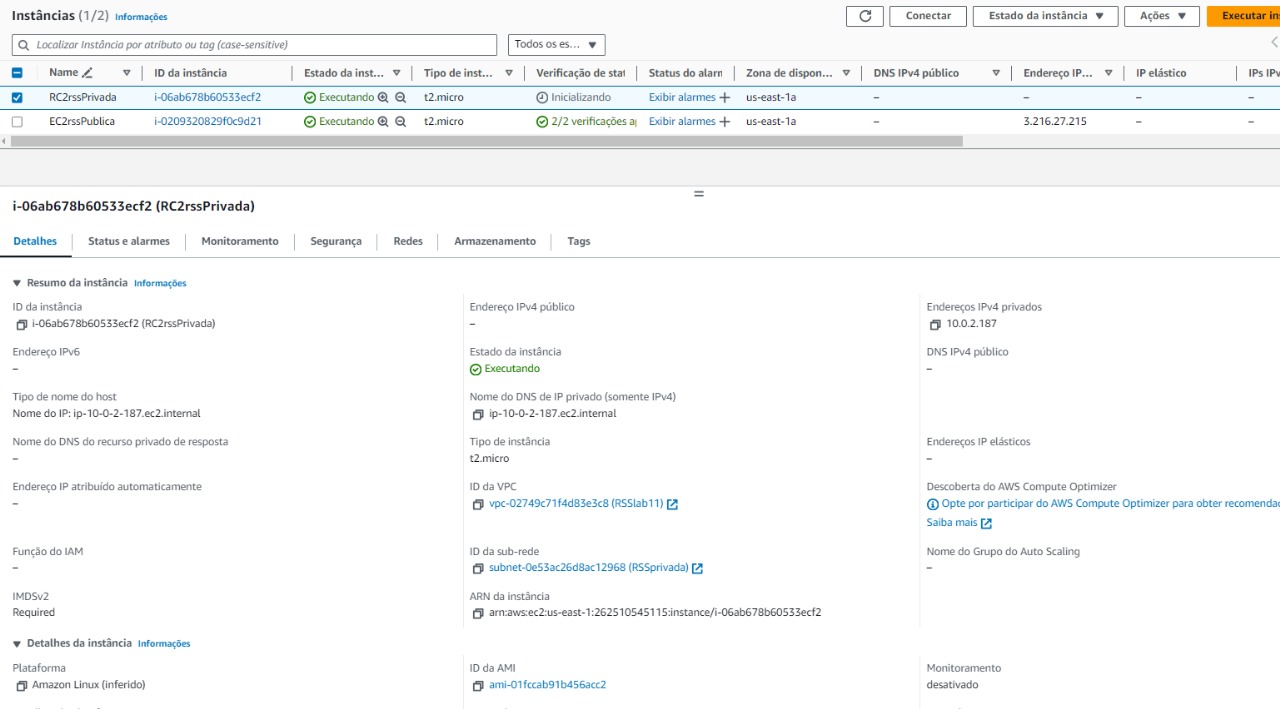 Instâncias (1/2) Informações
Conectar Estado da instância Ações Executar
Localizar Instância por atributo ou tag (case-sensitive) Todos os es...
Name ID da instância Estado da inst... Tipo de inst... Verificação de stat Status do alarn Zona de dispon... DNS IPv4 público Endereço IP... IP elástico IPs IPv
RC2rssPrivada i-06ab678b60533ecf2 Executando t2.micro Inicializando Exibir alarmes + us-east-1a – – – –
EC2rssPublica i-0209320829f0c9d21 Executando t2.micro 2/2 verificações Exibir alarmes + us-east-1a – 3.216.27.215 – –
i-06ab678b60533ecf2 (RC2rssPrivada)
Detalhes Status e alarmes Monitoramento Segurança Redes Armazenamento Tags
Resumo da instância Informações
ID da instância Endereço IPv4 público Endereços IPv4 privados
i-06ab678b60533ecf2 (RC2rssPrivada) – 10.0.2.187
Endereço IPv6 Estado da instância DNS IPv4 público
– Executando –
Tipo de nome do host Nome do DNS de IP privado (somente IPv4)
Nome do IP: ip-10-0-2-187.ec2.internal ip-10-0-2-187.ec2.internal
Nome do DNS do recurso privado de resposta Tipo de instância Endereços IP elásticos
– t2.micro –
Endereço IP atribuído automaticamente ID da VPC Descoberta do AWS Compute Optimizer
– vpc-02749c71f4d83e3c8 (RSSlab11) Opte por participar do AWS Compute Optimizer para obter
Saiba mais
Função do IAM ID da sub-rede Nome do Grupo do Auto Scaling
– subnet-0e53ac26d8ac12968 (RSSprivada) –
IMDSv2 ARN da instância
Required arn:aws:ec2:us-east-1:262510545115:instance/i-06ab678b60533ecf2
Detalhes da instância Informações
Plataforma ID da AMI Monitoramento
Amazon Linux (inferido) ami-01fccab91b456acc2 desativado